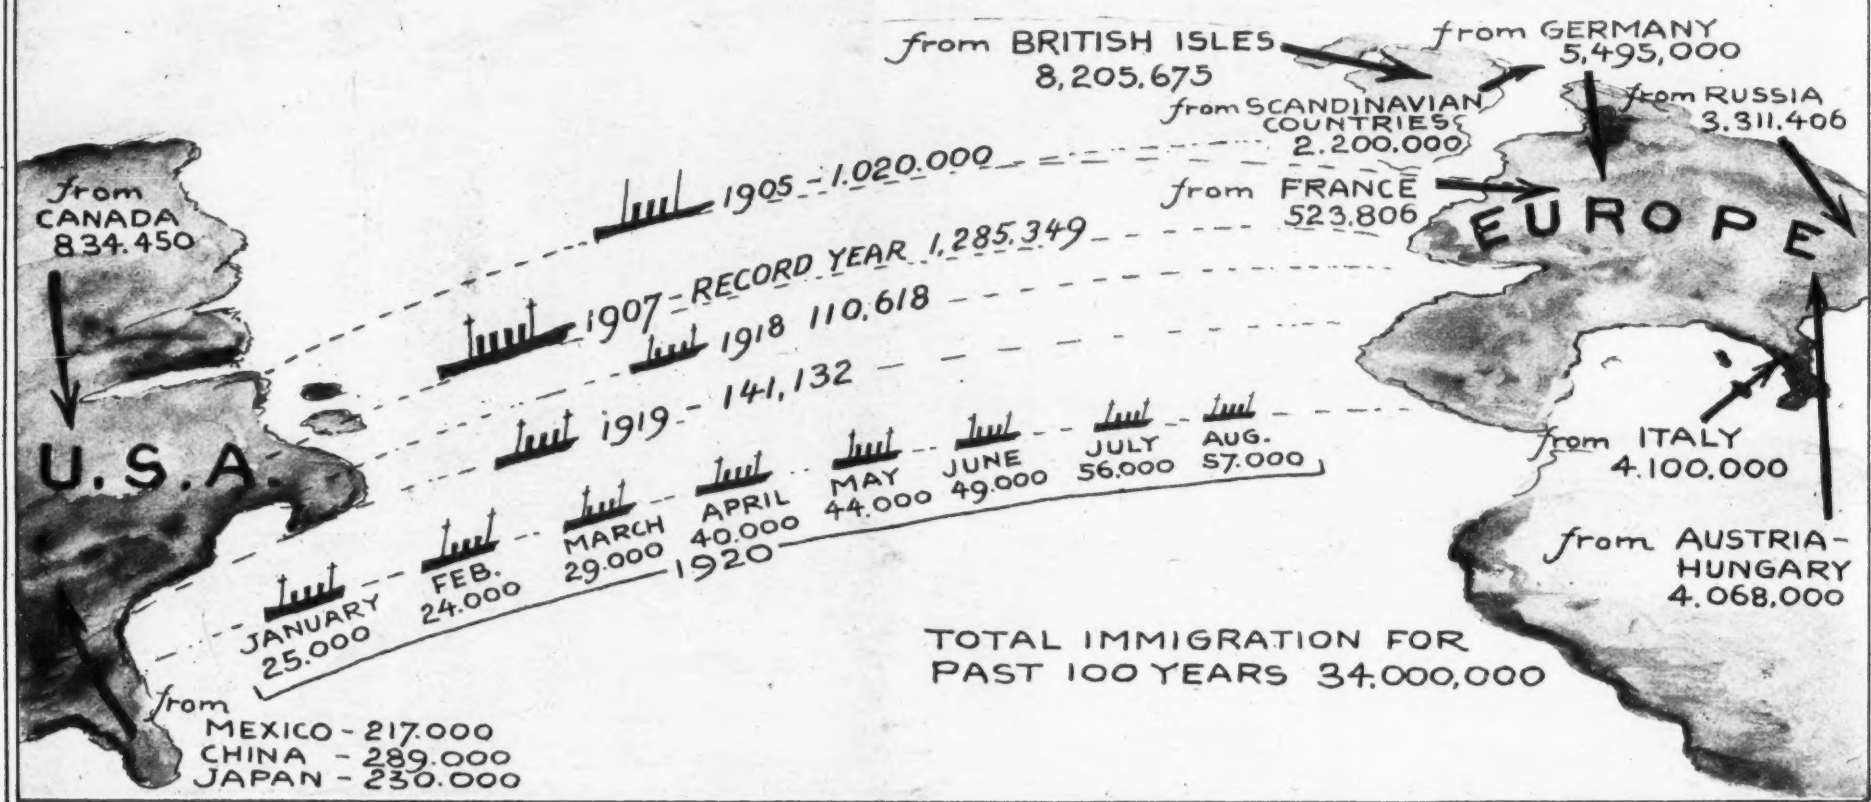 from BRITISH ISLES
8,205.675
from GERMANY
5,495,000
from SCANDINAVIAN
COUNTRIES
2.200.000
from RUSSIA
3.311.406
from FRANCE
523.806
EUROPE
from
CANADA
834.450
U.S.A.
1905 - 1.020.000
1907 - RECORD YEAR 1,285.349
1918 110,618
1919 - 141,132
JANUARY
25.000
FEB.
24.000
MARCH
29.000
APRIL
40.000
MAY
44.000
JUNE
49.000
JULY
56.000
AUG.
57.000
1920
from ITALY
4.100.000
from AUSTRIA-
HUNGARY
4.068,000
TOTAL IMMIGRATION FOR
PAST 100 YEARS 34.000,000
from
MEXICO - 217.000
CHINA - 289.000
JAPAN - 230.000